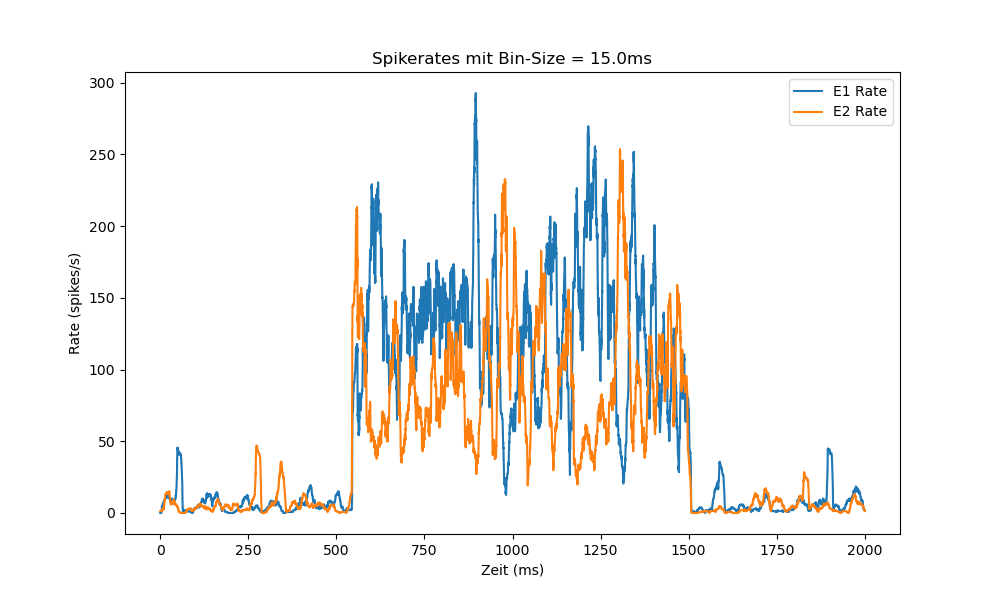 Spikerates mit Bin-Size = 15.0ms
E1 Rate
E2 Rate
Rate (spikes/s)
300
250
200
150
100
50
0
0 250 500 750 1000 1250 1500 1750 2000
Zeit (ms)